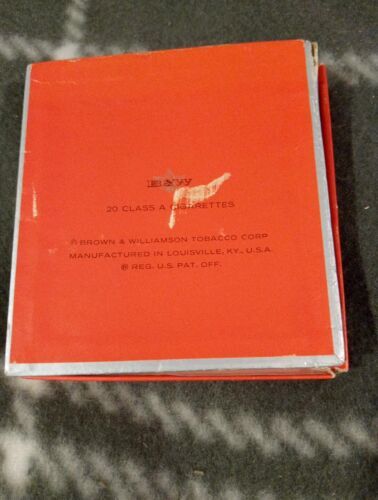 B&W
20 CLASS A CIGARETTES
© BROWN & WILLIAMSON TOBACCO CORP
MANUFACTURED IN LOUISVILLE, KY., U.S.A.
® REG. U.S. PAT. OFF.